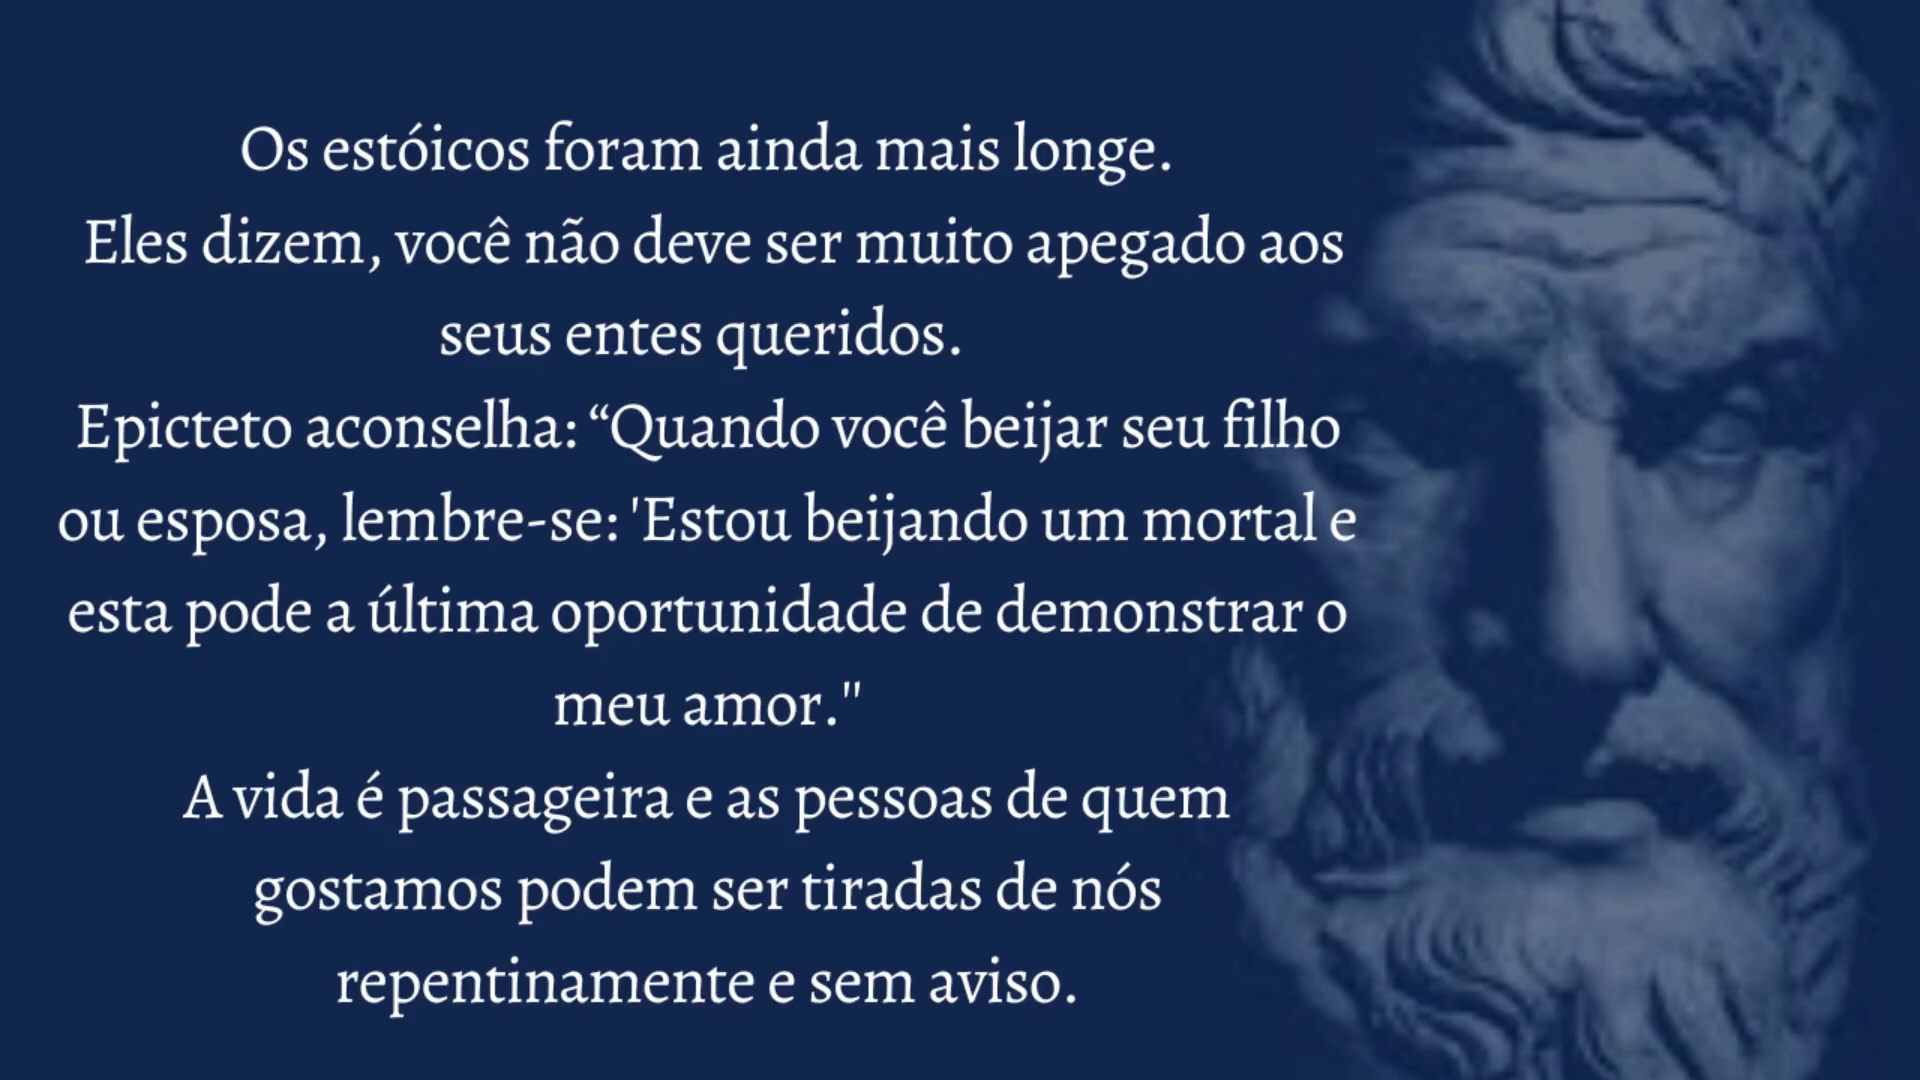 Os estóicos foram ainda mais longe.
Eles dizem, você não deve ser muito apegado aos
seus entes queridos.
Epicteto aconselha: “Quando você beijar seu filho
ou esposa, lembre-se: 'Estou beijando um mortal e
esta pode a última oportunidade de demonstrar o
meu amor."
A vida é passageira e as pessoas de quem
gostamos podem ser tiradas de nós
repentinamente e sem aviso.